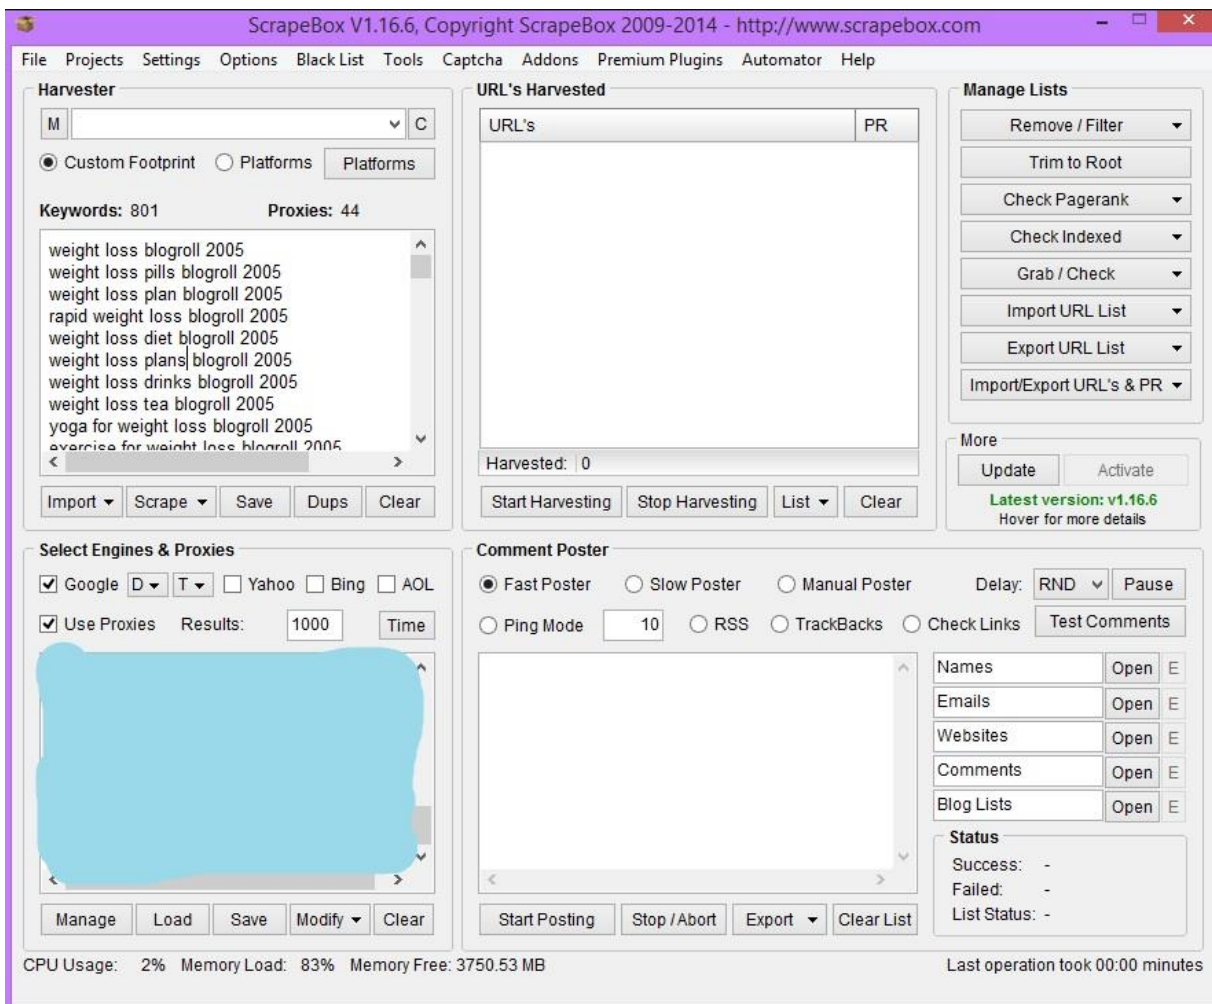 ScrapeBox V1.16.6, Copyright ScrapeBox 2009-2014 - http://www.scrapebox.com
File Projects Settings Options Black List Tools Captcha Addons Premium Plugins Automator Help
Harvester
M C
Custom Footprint Platforms Platforms
Keywords: 801 Proxies: 44
weight loss blogroll 2005
weight loss pills blogroll 2005
weight loss plan blogroll 2005
rapid weight loss blogroll 2005
weight loss diet blogroll 2005
weight loss plans blogroll 2005
weight loss drinks blogroll 2005
weight loss tea blogroll 2005
yoga for weight loss blogroll 2005
exercise for weight loss blogroll 2005
Import Scrape Save Dups Clear
URL's Harvested
URL's PR
Harvested: 0
Start Harvesting Stop Harvesting List Clear
Manage Lists
Remove / Filter
Trim to Root
Check Pagerank
Check Indexed
Grab / Check
Import URL List
Export URL List
Import/Export URL's & PR
More
Update Activate
Latest version: v1.16.6
Hover for more details
Select Engines & Proxies
Google D T Yahoo Bing AOL
Use Proxies Results: 1000 Time
Manage Load Save Modify Clear
Comment Poster
Fast Poster Slow Poster Manual Poster Delay: RND Pause
Ping Mode 10 RSS TrackBacks Check Links Test Comments
Names Open E
Emails Open E
Websites Open E
Comments Open E
Blog Lists Open E
Status
Success: -
Failed: -
List Status: -
Start Posting Stop / Abort Export Clear List
CPU Usage: 2% Memory Load: 83% Memory Free: 3750.53 MB Last operation took 00:00 minutes